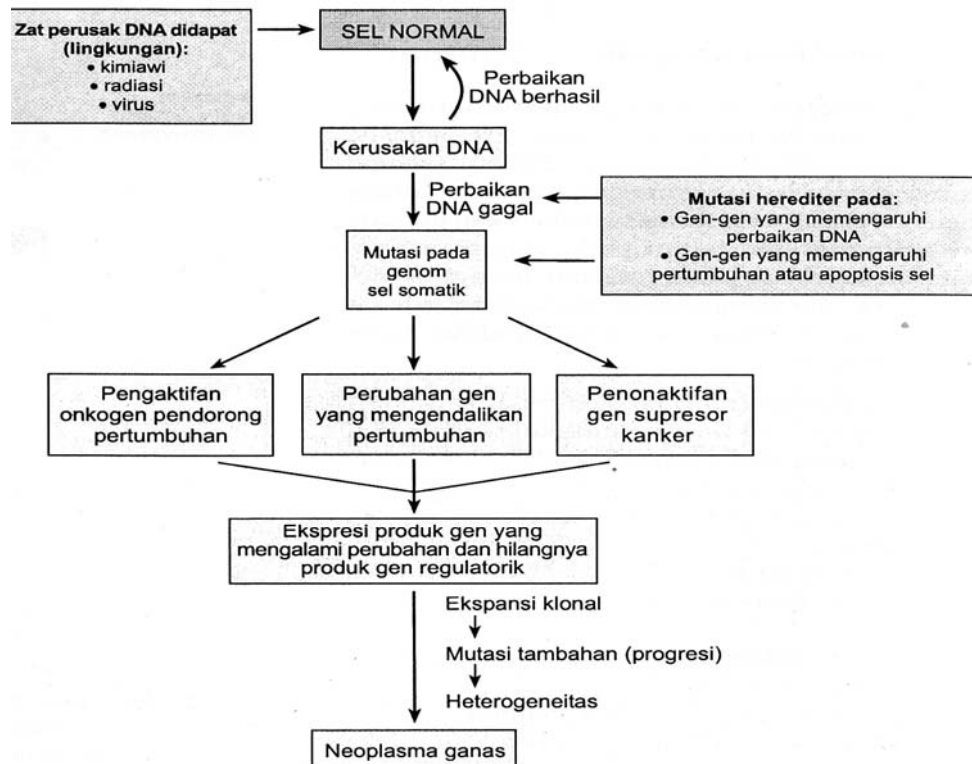 Zat perusak DNA didapat
(lingkungan):
• kimiawi
• radiasi
• virus
SEL NORMAL
Perbaikan
DNA berhasil
Kerusakan DNA
Perbaikan
DNA gagal
Mutasi herediter pada:
• Gen-gen yang memengaruhi
perbaikan DNA
• Gen-gen yang memengaruhi
pertumbuhan atau apoptosis sel
Mutasi pada
genom
sel somatik
Pengaktifan
onkogen pendorong
pertumbuhan
Perubahan gen
yang mengendalikan
pertumbuhan
Penonaktifan
gen supresor
kanker
Ekspresi produk gen yang
mengalami perubahan dan hilangnya
produk gen regulatorik
Ekspansi klonal
Mutasi tambahan (progresi)
Heterogeneitas
Neoplasma ganas